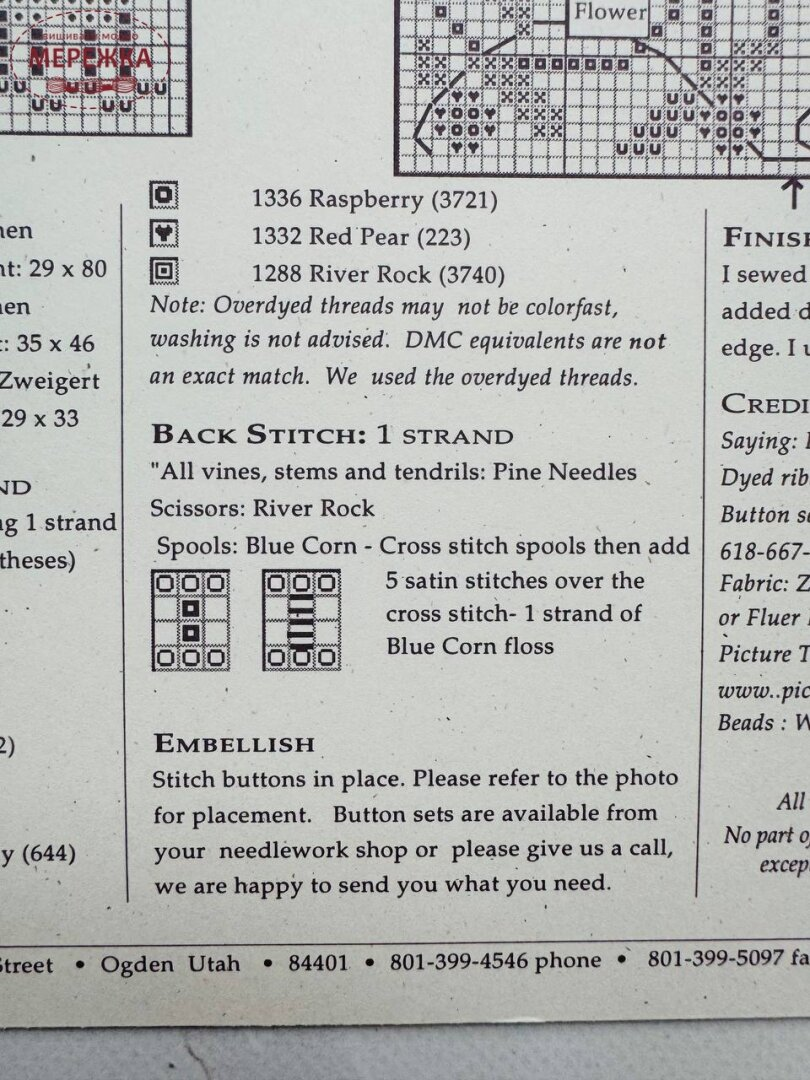 вишиваємо
МЕРЕЖКА
Flower
nen
nt: 29 x 80
nen
: 35 x 46
Zweigert
29 x 33
ND
ng 1 strand
theses)
2)
y (644)
1336 Raspberry (3721)
1332 Red Pear (223)
1288 River Rock (3740)
Note: Overdyed threads may not be colorfast,
washing is not advised. DMC equivalents are not
an exact match. We used the overdyed threads.
BACK STITCH: 1 STRAND
"All vines, stems and tendrils: Pine Needles
Scissors: River Rock
Spools: Blue Corn - Cross stitch spools then add
5 satin stitches over the
cross stitch- 1 strand of
Blue Corn floss
EMBELLISH
Stitch buttons in place. Please refer to the photo
for placement. Button sets are available from
your needlework shop or please give us a call,
we are happy to send you what you need.
FINISH
I sewed
added d
edge. I u
CREDI
Saying:
Dyed rib
Button s
618-667-
Fabric: Z
or Fluer
Picture T
www..pic
Beads : W
All
No part o
excep
Street • Ogden Utah • 84401 • 801-399-4546 phone • 801-399-5097 fa